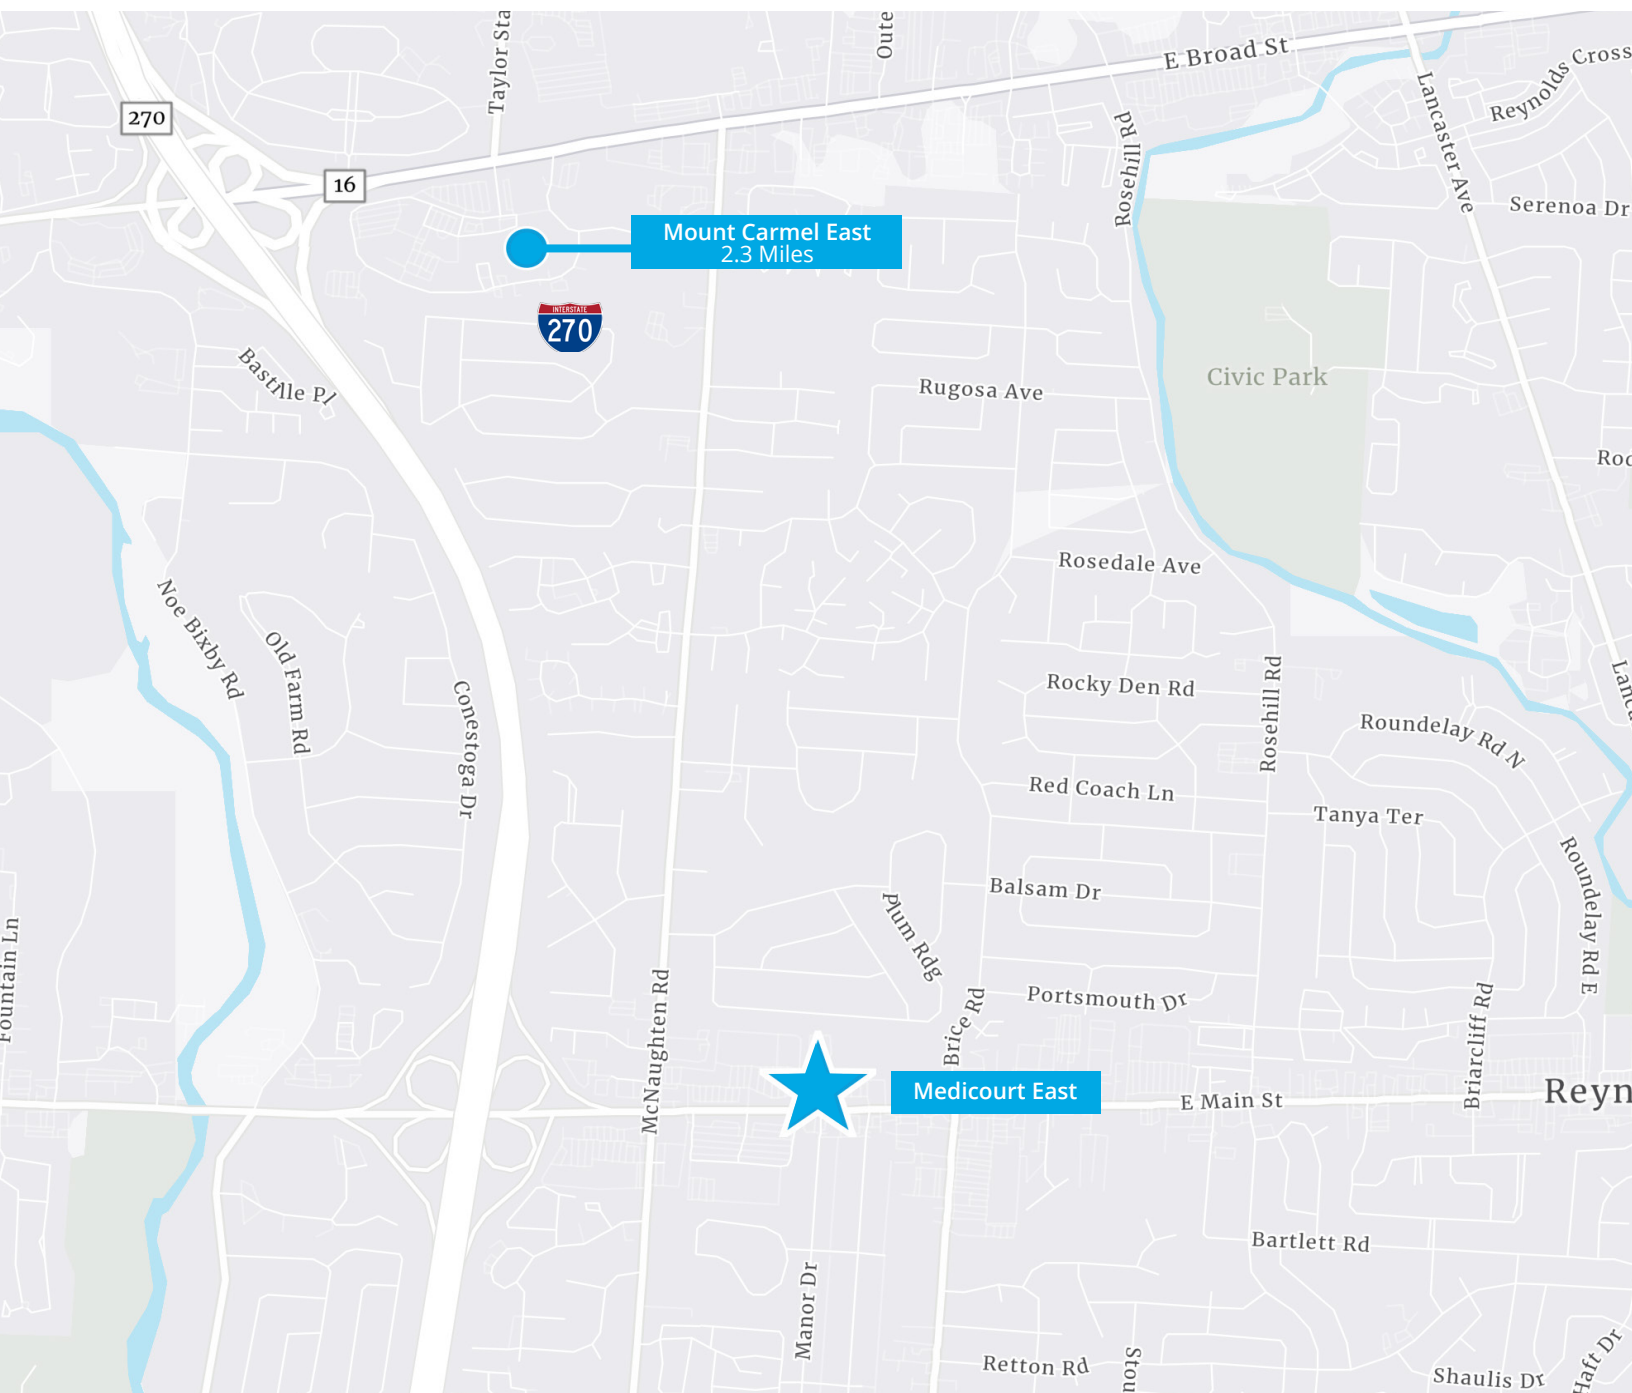 Taylor Sta
Oute
E Broad St
Reynolds Cross
270
Lancaster Ave
Rosehill Rd
16
Serenoa Dr
Mount Carmel East
2.3 Miles
INTERSTATE
270
Bastille Pl
Rugosa Ave
Civic Park
Roc
Rosedale Ave
Noe Bixby Rd
Old Farm Rd
Conestoga Dr
Rocky Den Rd
Rosehill Rd
Lanca
Roundelay Rd N
Red Coach Ln
Tanya Ter
Roundelay Rd E
Balsam Dr
Plum Rdg
Fountain Ln
McNaughten Rd
Brice Rd
Portsmouth Dr
Briarcliff Rd
Medicourt East
E Main St
Reyn
Bartlett Rd
Manor Dr
Retton Rd
Ston
Shaulis Dr
Haft Dr